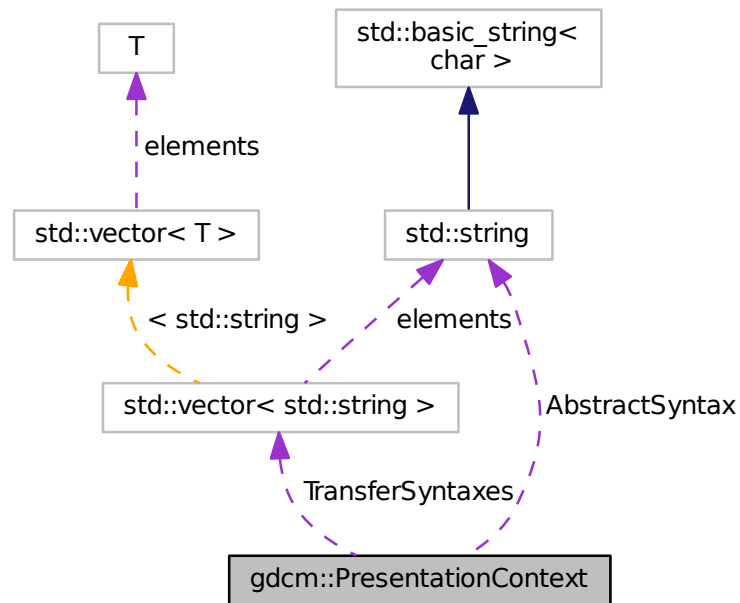 T
std::basic_string<
char >
elements
std::vector< T >
std::string
< std::string >
elements
std::vector< std::string >
AbstractSyntax
TransferSyntaxes
gdcm::PresentationContext